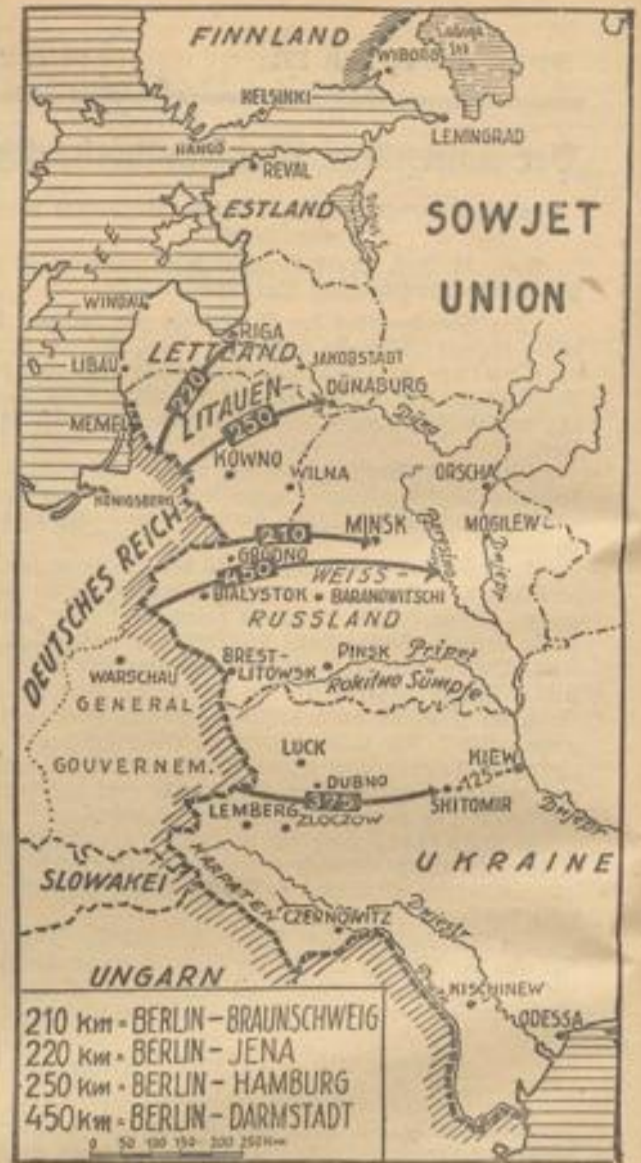 FINNLAND
Ladoga
See
WIBORG
HELSINKI
HANGÖ
LENINGRAD
REVAL
ESTLAND
SOWJET
UNION
OST-SEE
WINDAU
RIGA
LETTLAND
JAKOBSTADT
LIBAU
220
LITAUEN
DÜNABURG
250
Düna
MEMEL
KOWNO
WILNA
ORSCHA
KÖNIGSBERG
210
MINSK
MOGILEW
Beresina
Dnjepr
GRODNO
450
WEISS-
BIALYSTOK
BARANOWITSCHI
RUSSLAND
DEUTSCHES REICH
WARSCHAU
BREST-
LITOWSK
PINSK
Pripet
Rokitno Sümpfe
GENERAL
GOUVERNEM.
LUCK
KIEW
DUBNO
125
375
SHITOMIR
Dnjepr
LEMBERG
ZLOCZOW
UKRAINE
SLOWAKEI
KARPATEN
CZERNOWITZ
Dnjestr
UNGARN
KISCHINEW
ODESSA
210 Km = BERLIN - BRAUNSCHWEIG
220 Km = BERLIN - JENA
250 Km = BERLIN - HAMBURG
450 Km = BERLIN - DARMSTADT
0 50 100 150 200 250 Km